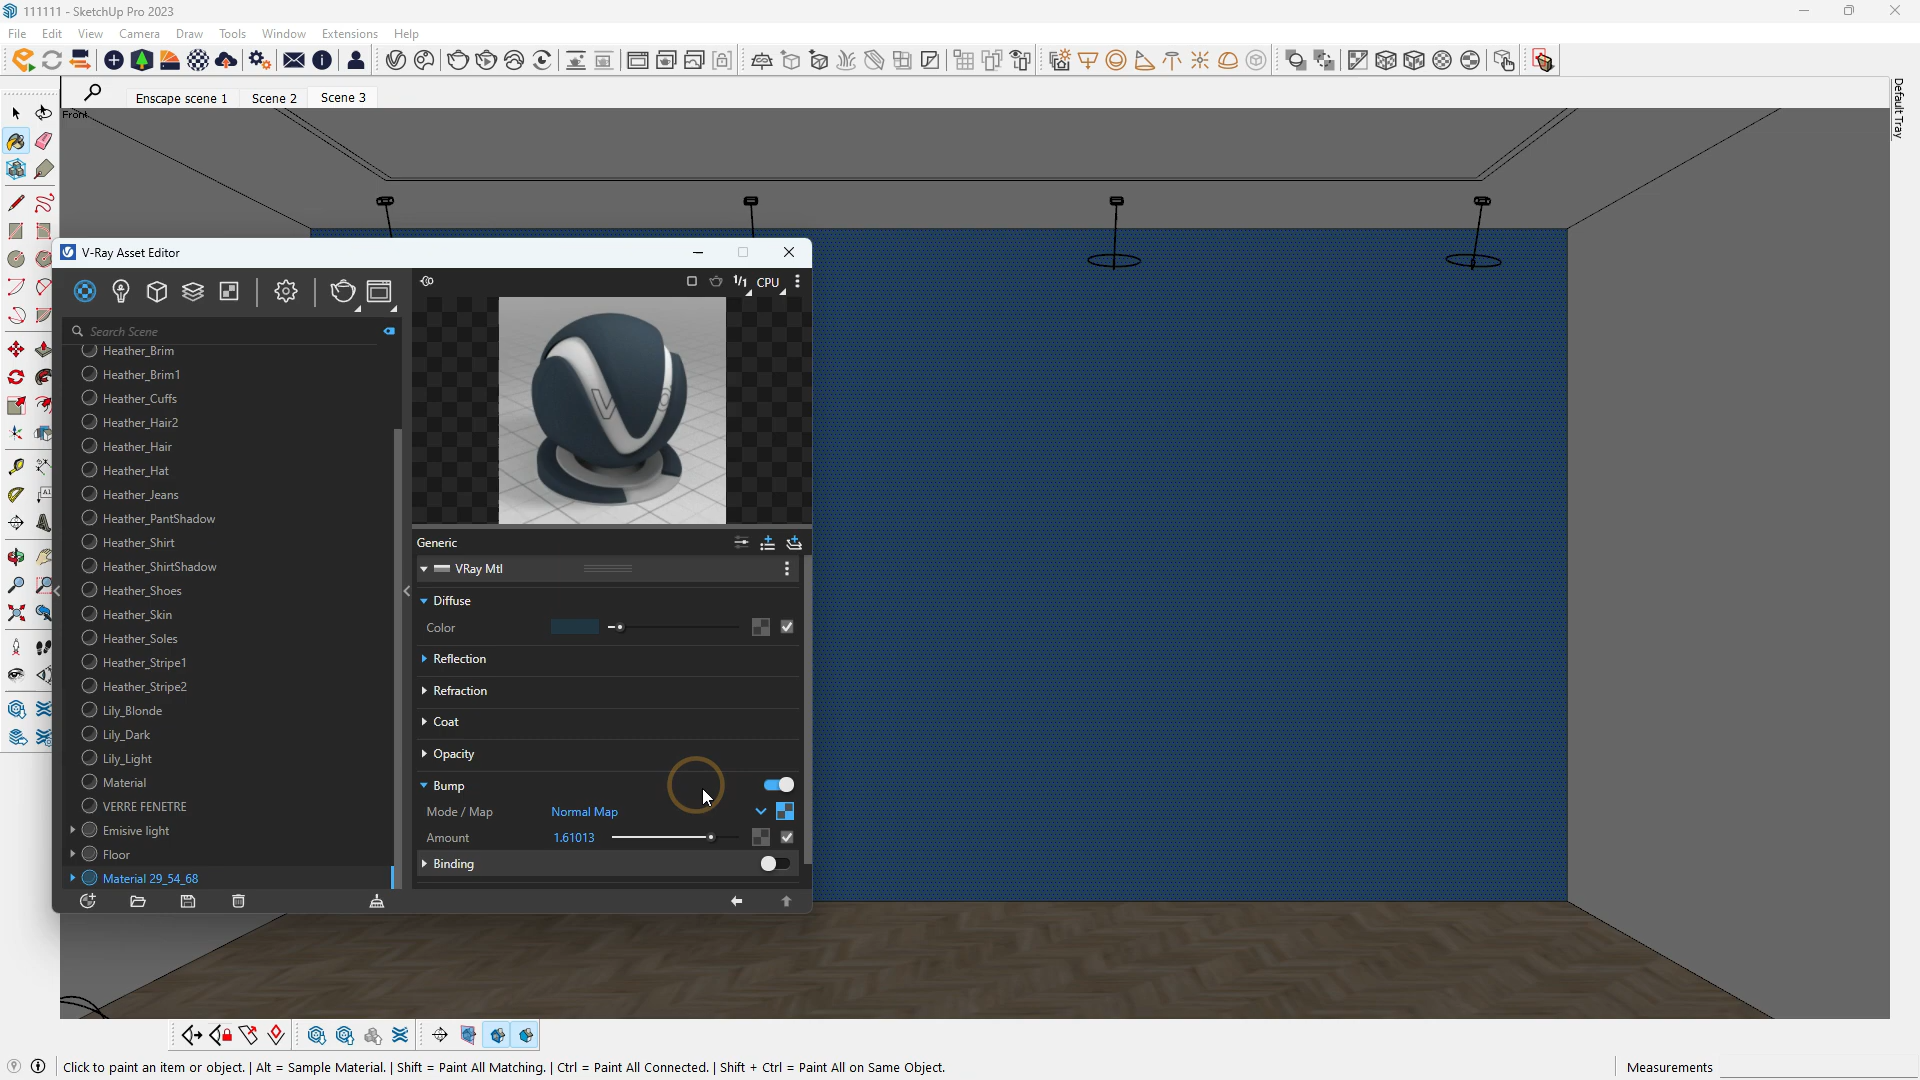 111111 - SketchUp Pro 2023
File Edit View Camera Draw Tools Window Extensions Help
Enscape scene 1 Scene 2 Scene 3
Default Tray
Front
V-Ray Asset Editor
1/1 CPU
Search Scene
Heather_Brim
Heather_Brim1
Heather_Cuffs
Heather_Hair2
Heather_Hair
Heather_Hat
Heather_Jeans
Heather_PantShadow
Heather_Shirt
Heather_ShirtShadow
Heather_Shoes
Heather_Skin
Heather_Soles
Heather_Stripe1
Heather_Stripe2
Lily_Blonde
Lily_Dark
Lily_Light
Material
VERRE FENETRE
Emisive light
Floor
Material 29_54_68
Generic
VRay Mtl
Diffuse
Color
Reflection
Refraction
Coat
Opacity
Bump
Mode / Map Normal Map
Amount 1.61013
Binding
Click to paint an item or object. | Alt = Sample Material. | Shift = Paint All Matching. | Ctrl = Paint All Connected. | Shift + Ctrl = Paint All on Same Object.
Measurements